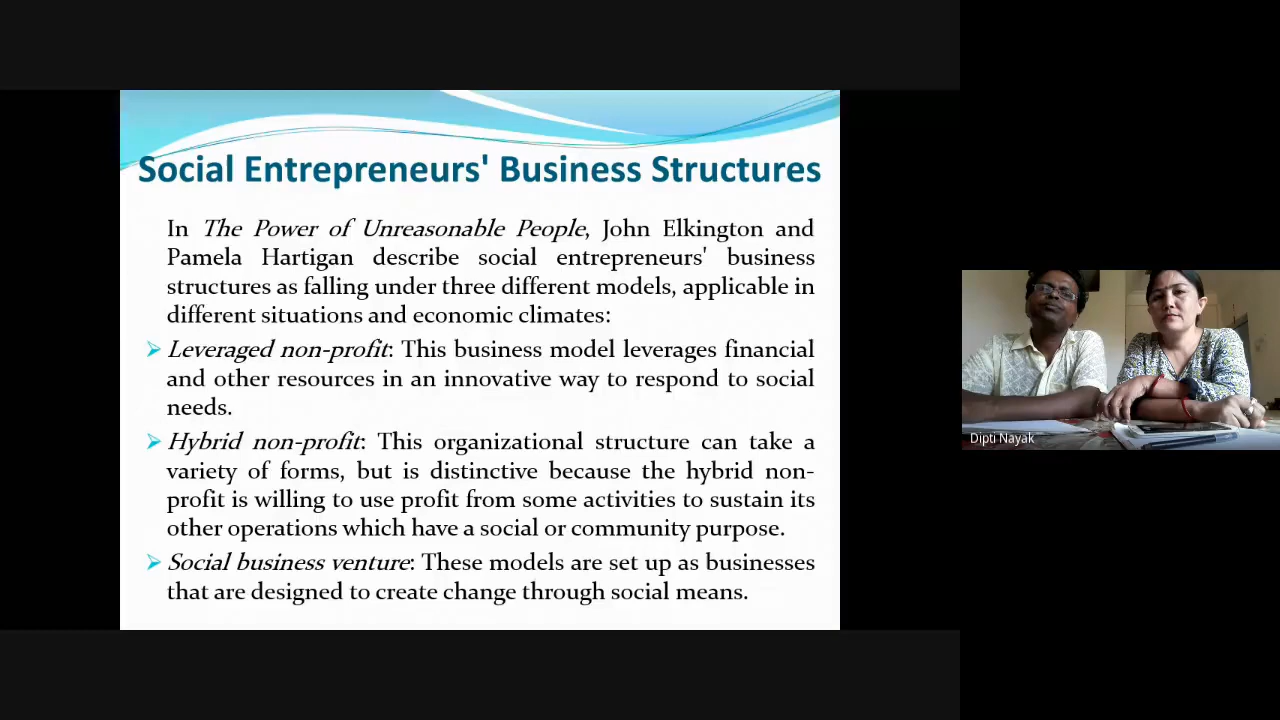 Social Entrepreneurs' Business Structures
In The Power of Unreasonable People, John Elkington and
Pamela Hartigan describe social entrepreneurs' business
structures as falling under three different models, applicable in
different situations and economic climates:
Leveraged non-profit: This business model leverages financial
and other resources in an innovative way to respond to social
needs.
Hybrid non-profit: This organizational structure can take a
variety of forms, but is distinctive because the hybrid non-
profit is willing to use profit from some activities to sustain its
other operations which have a social or community purpose.
Social business venture: These models are set up as businesses
that are designed to create change through social means.
Dipti Nayak